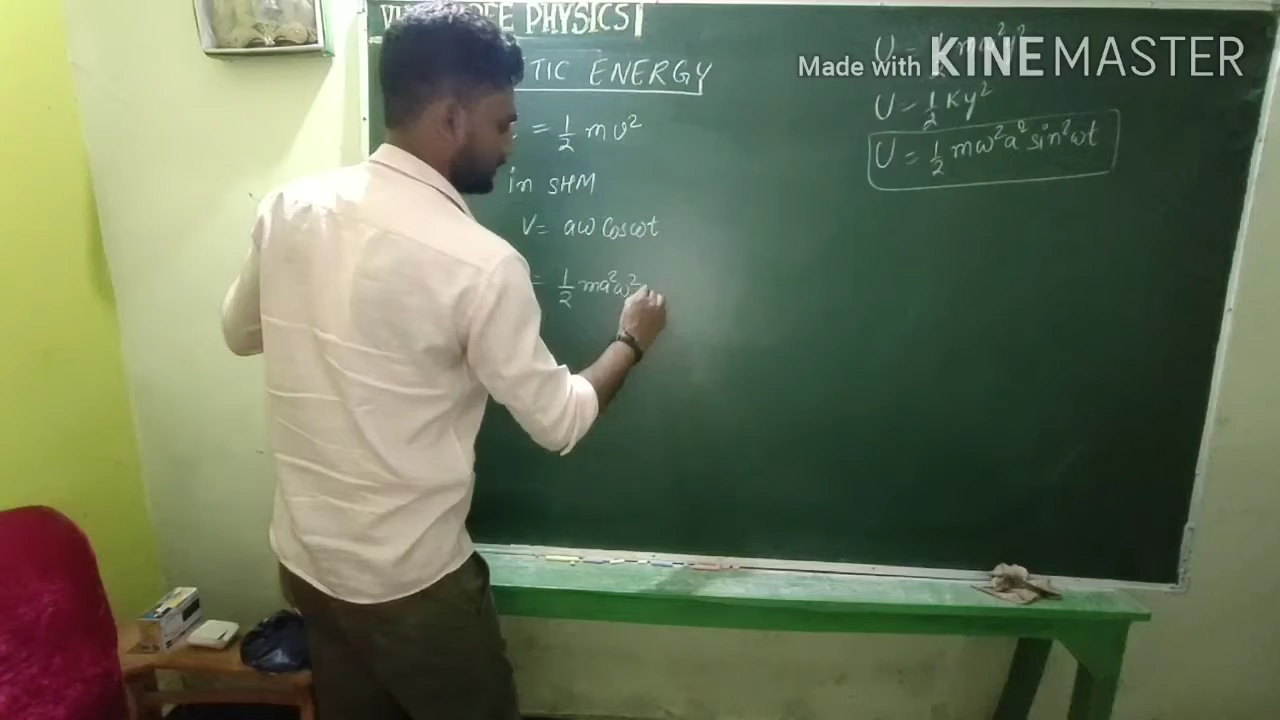 PHYSICS
TIC ENERGY
= 1/2 mv²
in SHM
V = aω Cosωt
= 1/2 ma²ω²
Made with KINEMASTER
U = 1/2 Ky²
U = 1/2 mω²a² sin²ωt